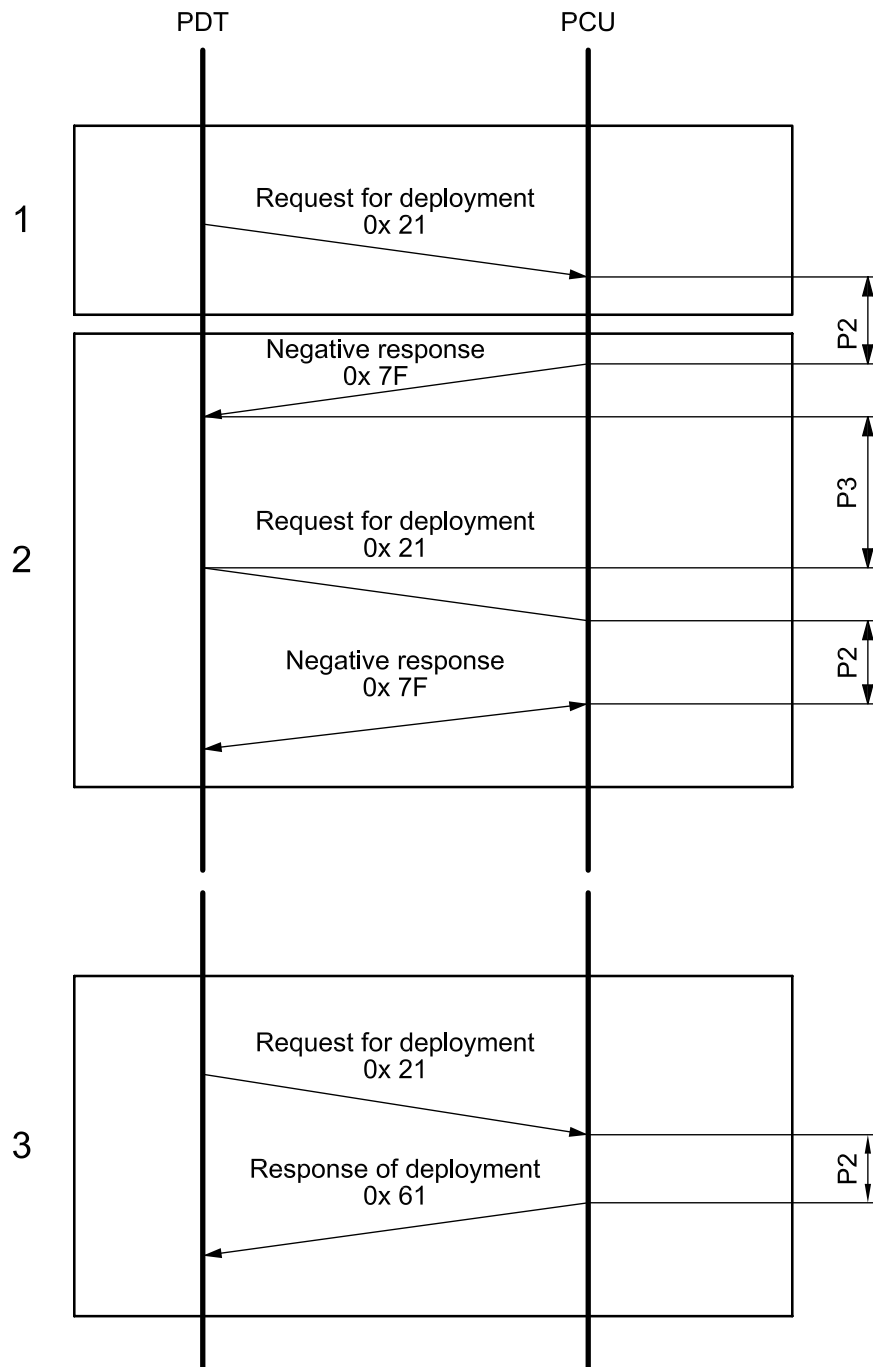 PDT
PCU
1
Request for deployment
0x 21
P2
Negative response
0x 7F
P3
2
Request for deployment
0x 21
Negative response
0x 7F
P2
Request for deployment
0x 21
3
Response of deployment
0x 61
P2